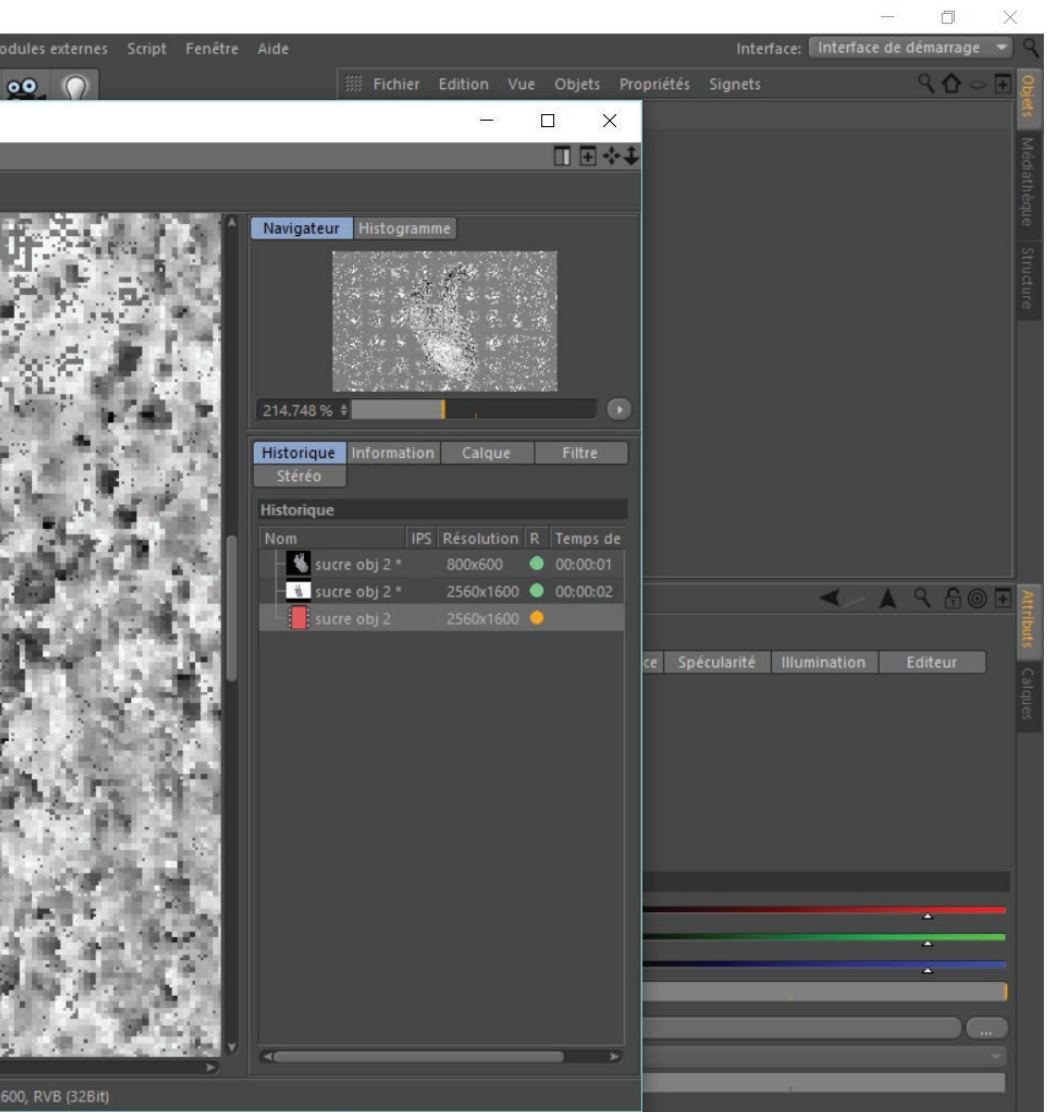 odules externes Script Fenêtre Aide
Interface: Interface de démarrage
Fichier Edition Vue Objets Propriétés Signets
Objets
Médiathèque
Structure
Navigateur Histogramme
214.748 %
Historique Information Calque Filtre
Stéréo
Historique
Nom IPS Résolution R Temps de
sucre obj 2 * 800x600 00:00:01
sucre obj 2 * 2560x1600 00:00:02
sucre obj 2 2560x1600
Attributs
Calques
ce Spécularité Illumination Editeur
...
600, RVB (32Bit)